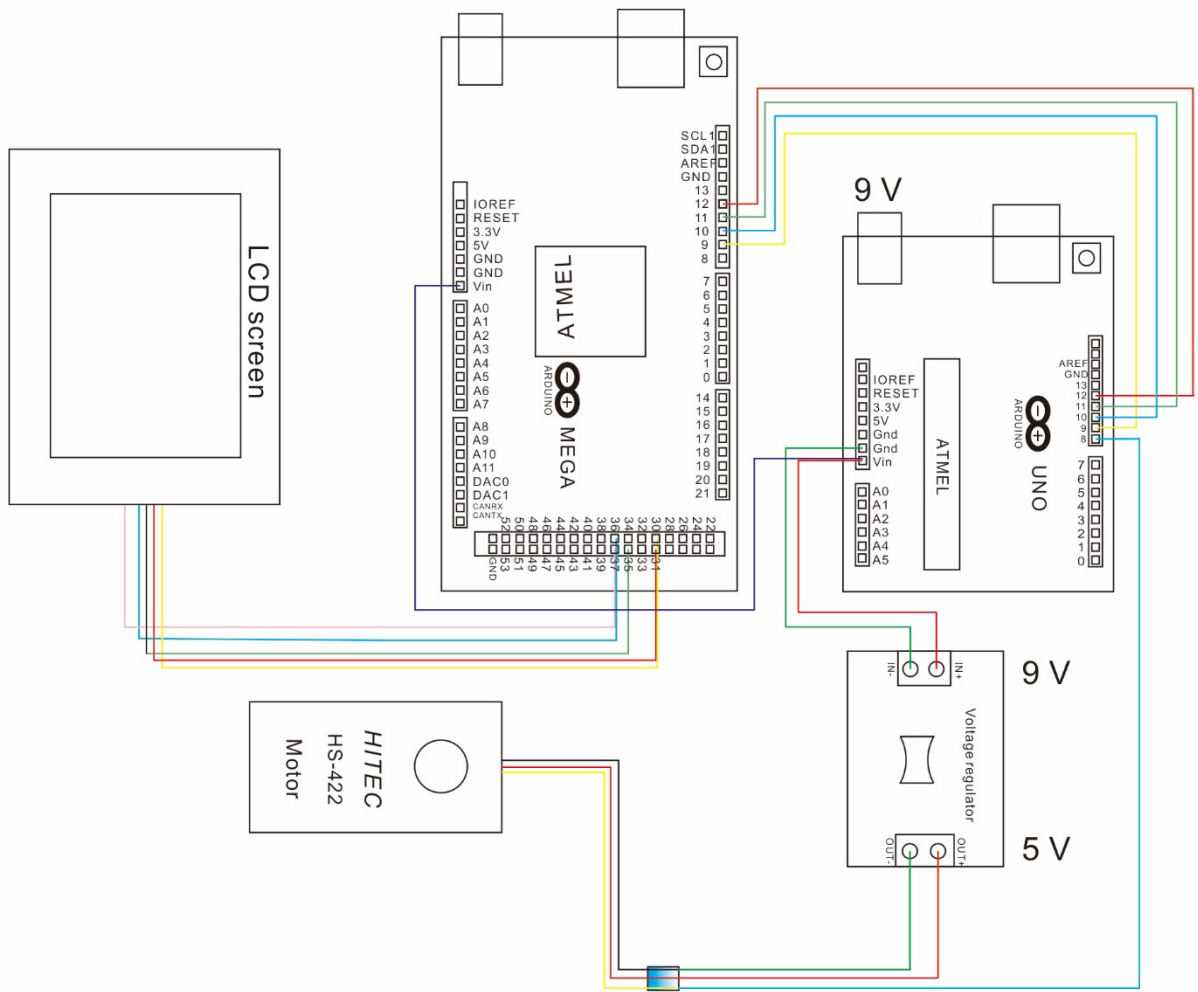 LCD screen
IOREF
RESET
3.3V
5V
GND
GND
Vin
A0
A1
A2
A3
A4
A5
A6
A7
A8
A9
A10
A11
DAC0
DAC1
CANRX
CANTX
SCL1
SDA1
AREF
GND
13
12
11
10
9
8
7
6
5
4
3
2
1
0
14
15
16
17
18
19
20
21
ATMEL
ARDUINO
MEGA
52 50 48 46 44 42 40 38 36 34 32 30 28 26 24 22
GND 53 51 49 47 45 43 41 39 37 35 33 31
9 V
IOREF
RESET
3.3V
5V
Gnd
Gnd
Vin
A0
A1
A2
A3
A4
A5
ATMEL
ARDUINO
UNO
AREF
GND
13
12
11
10
9
8
7
6
5
4
3
2
1
0
HITEC
HS-422
Motor
IN-
IN+
9 V
Voltage regulator
OUT-
OUT+
5 V